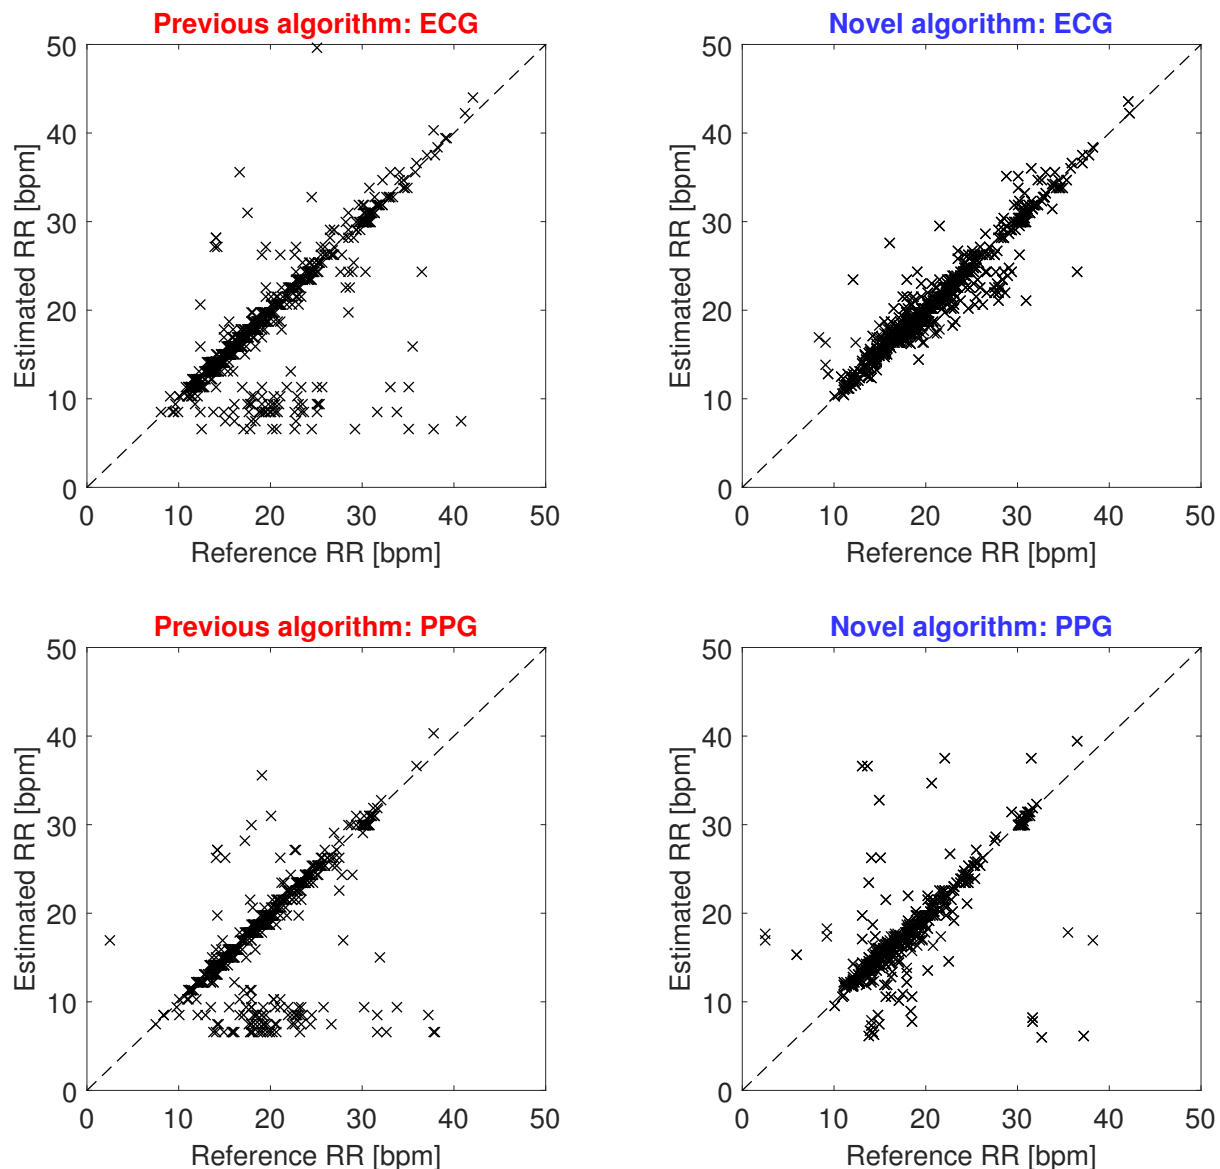 Previous algorithm: ECG
50
40
30
20
10
0
Estimated RR [bpm]
0 10 20 30 40 50
Reference RR [bpm]
Novel algorithm: ECG
50
40
30
20
10
0
Estimated RR [bpm]
0 10 20 30 40 50
Reference RR [bpm]
Previous algorithm: PPG
50
40
30
20
10
0
Estimated RR [bpm]
0 10 20 30 40 50
Reference RR [bpm]
Novel algorithm: PPG
50
40
30
20
10
0
Estimated RR [bpm]
0 10 20 30 40 50
Reference RR [bpm]